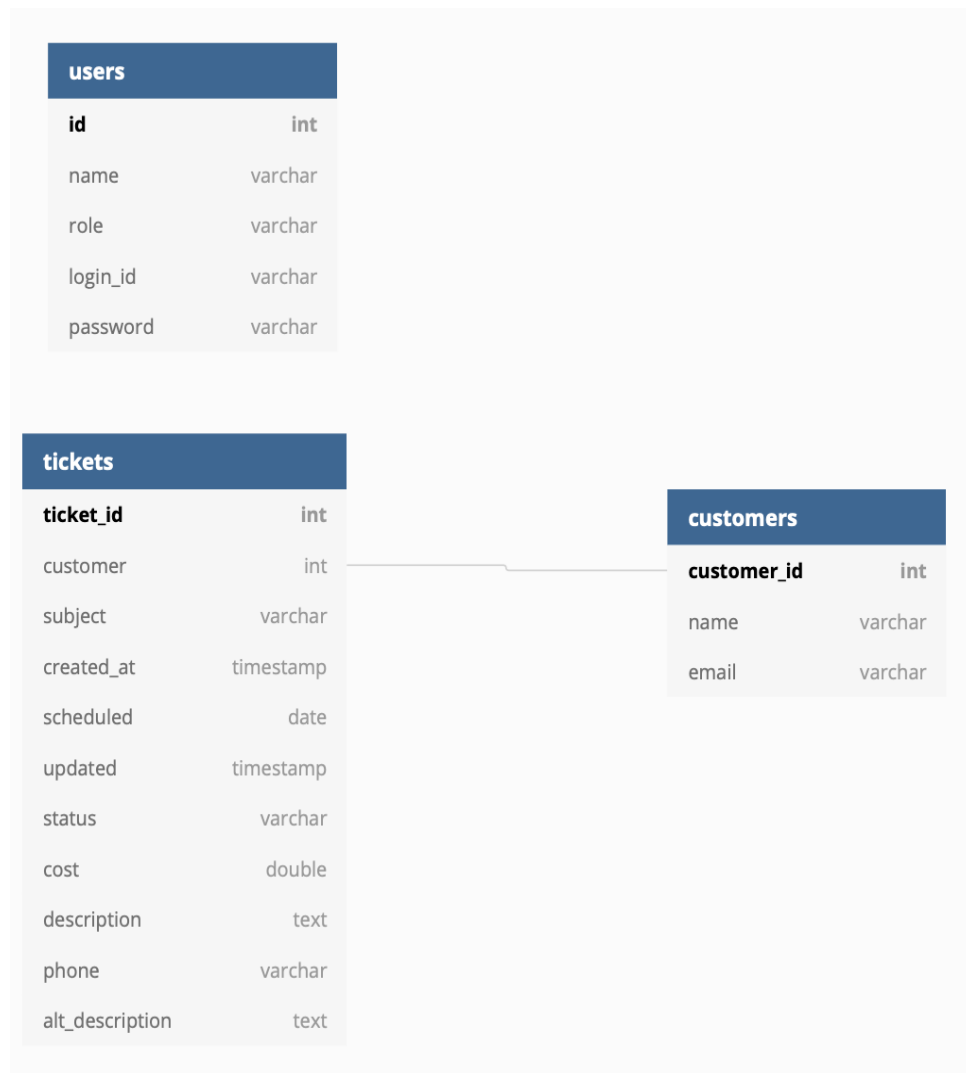 users
id int
name varchar
role varchar
login_id varchar
password varchar
tickets
ticket_id int
customer int
subject varchar
created_at timestamp
scheduled date
updated timestamp
status varchar
cost double
description text
phone varchar
alt_description text
customers
customer_id int
name varchar
email varchar